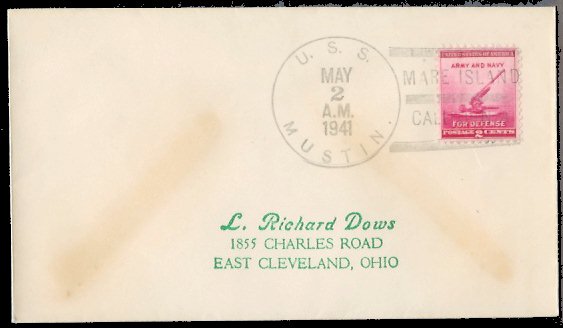 U. S. S.
MAY
2
A.M.
1941
MUSTIN.
MARE ISLAND
UNITED STATES OF AMERICA
ARMY AND NAVY
FOR DEFENSE
POSTAGE 2 CENTS
L. Richard Dows
1855 CHARLES ROAD
EAST CLEVELAND, OHIO